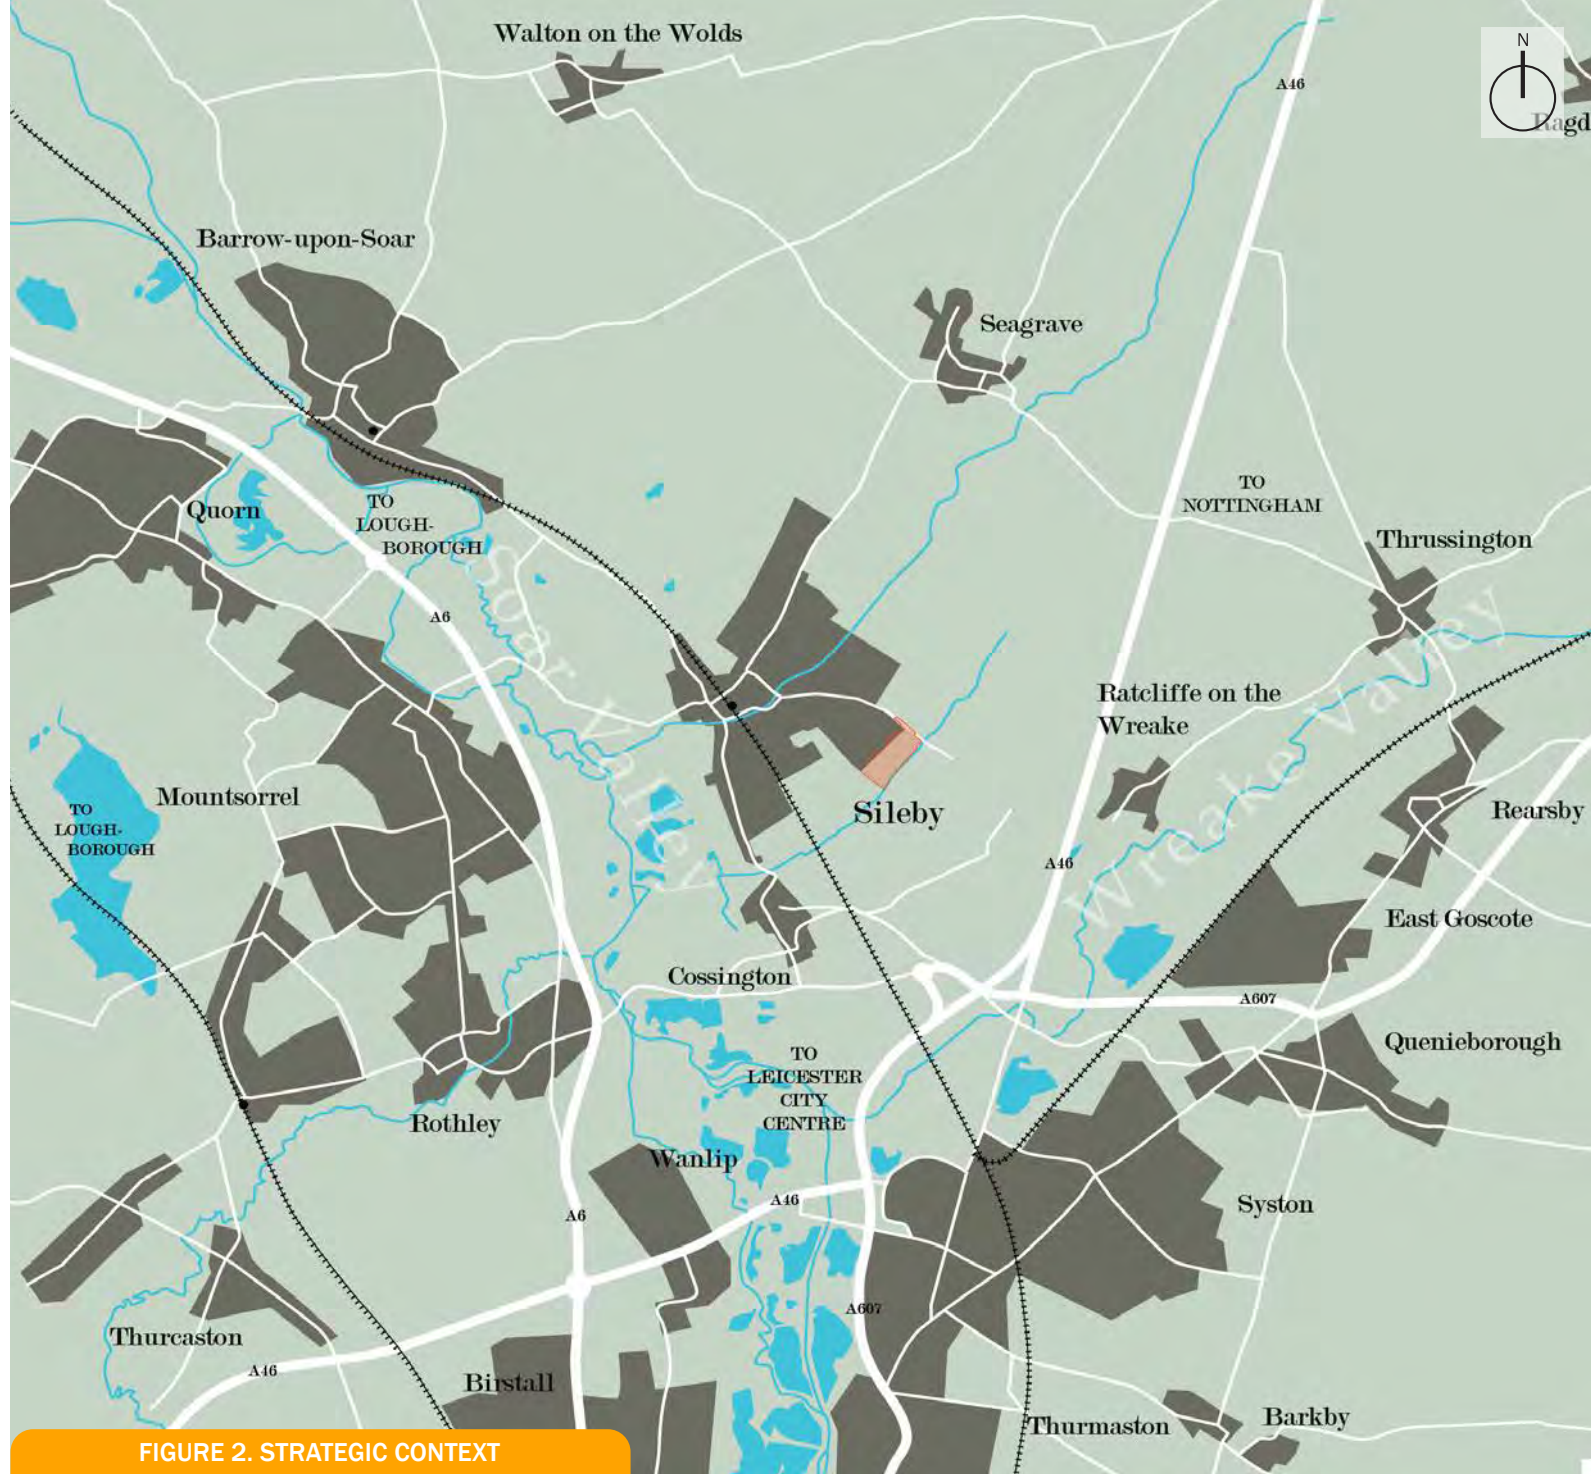 Walton on the Wolds
N
A46
Ragd
Barrow-upon-Soar
Seagrave
Quorn
TO
LOUGH-
BOROUGH
TO
NOTTINGHAM
Thrussington
A6
Soar Valley
Wreake Valley
Ratcliffe on the
Wreake
Mountsorrel
TO
LOUGH-
BOROUGH
Sileby
Rearsby
A46
East Goscote
Cossington
A607
Quenieborough
TO
LEICESTER
CITY
CENTRE
Rothley
Wanlip
A46
A6
Syston
A607
Thurcaston
A46
Birstall
Thurmaston
Barkby
FIGURE 2. STRATEGIC CONTEXT